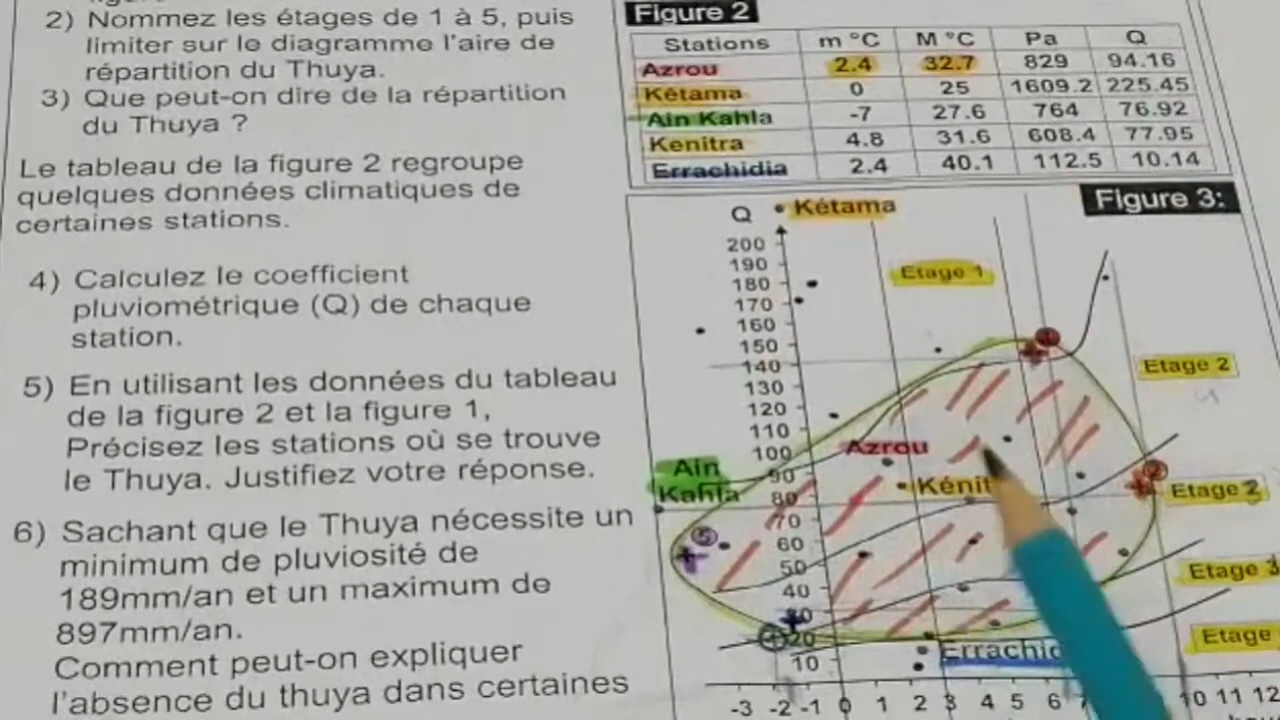 2) Nommez les étages de 1 à 5, puis
limiter sur le diagramme l'aire de
répartition du Thuya.
3) Que peut-on dire de la répartition
du Thuya ?
Le tableau de la figure 2 regroupe
quelques données climatiques de
certaines stations.
4) Calculez le coefficient
pluviométrique (Q) de chaque
station.
5) En utilisant les données du tableau
de la figure 2 et la figure 1,
Précisez les stations où se trouve
le Thuya. Justifiez votre réponse.
6) Sachant que le Thuya nécessite un
minimum de pluviosité de
189mm/an et un maximum de
897mm/an.
Comment peut-on expliquer
l'absence du thuya dans certaines
Figure 2
Stations m °C M °C Pa Q
Azrou 2.4 32.7 829 94.16
Kétama 0 25 1609.2 225.45
Ain Kahla -7 27.6 764 76.92
Kenitra 4.8 31.6 608.4 77.95
Errachidia 2.4 40.1 112.5 10.14
Figure 3:
Q
Kétama
200
190
180
170
160
150
140
130
120
110
100
90
80
70
60
50
40
30
20
10
Etage 1
Etage 2
Azrou
Ain
Kahla
Kénit
Etage 2
Etage 3
Etage
Errachid
-3 -2 -1 0 1 2 3 4 5 6 10 11 12